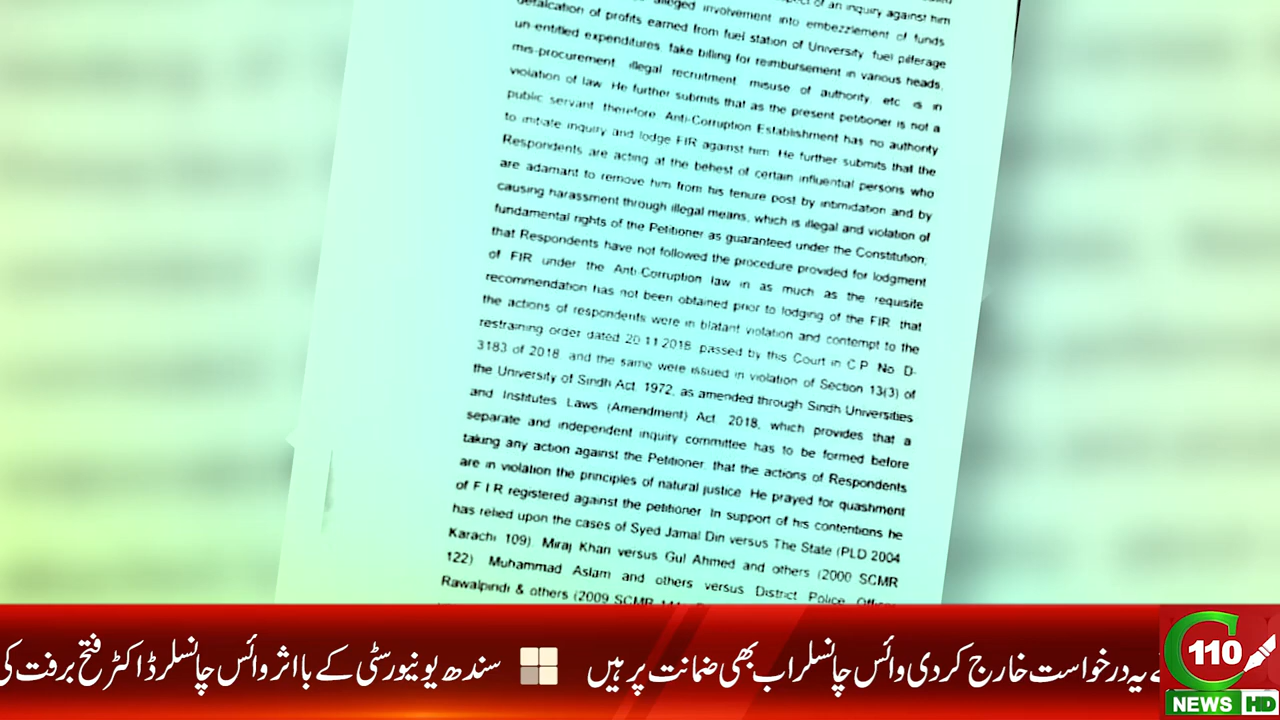 of an inquiry against him
alleged involvement into embezzlement of funds
defalcation of profits earned from fuel station of University fuel pilferage
un-entitled expenditures, fake billing for reimbursement in various heads,
mis-procurement illegal recruitment misuse of authority, etc is in
violation of law. He further submits that as the present petitioner is not a
public servant therefore Anti-Corruption Establishment has no authority
to initiate inquiry and lodge FIR against him. He further submits that the
Respondents are acting at the behest of certain influential persons who
are adamant to remove him from his tenure post by intimidation and by
causing harassment through illegal means, which is illegal and violation of
fundamental rights of the Petitioner as guaranteed under the Constitution;
that Respondents have not followed the procedure provided for lodgment
of FIR under the Anti-Corruption law in as much as the requisite
recommendation has not been obtained prior to lodging of the FIR that
the actions of respondents were in blatant violation and contempt to the
restraining order dated 20.11.2018 passed by this Court in C.P No. D-
3183 of 2018, and the same were issued in violation of Section 13(3) of
the University of Sindh Act, 1972, as amended through Sindh Universities
and Institutes Laws (Amendment) Act 2018, which provides that a
separate and independent inquiry committee has to be formed before
taking any action against the Petitioner; that the actions of Respondents
are in violation the principles of natural justice. He prayed for quashment
of F I R registered against the petitioner. In support of his contentions he
has relied upon the cases of Syed Jamal Din versus The State (PLD 2004
Karachi 109), Miraj Khan versus Gul Ahmed and others (2000 SCMR
122) Muhammad Aslam and others versus District Police
Rawalpindi & others (2009 SCMR
یہ درخواست خارج کردی وائس چانسلر اب بھی ضمانت پر ہیں سندھ یونیورسٹی کے بااثر وائس چانسلر ڈاکٹر فتح برفت کی
110
NEWS HD